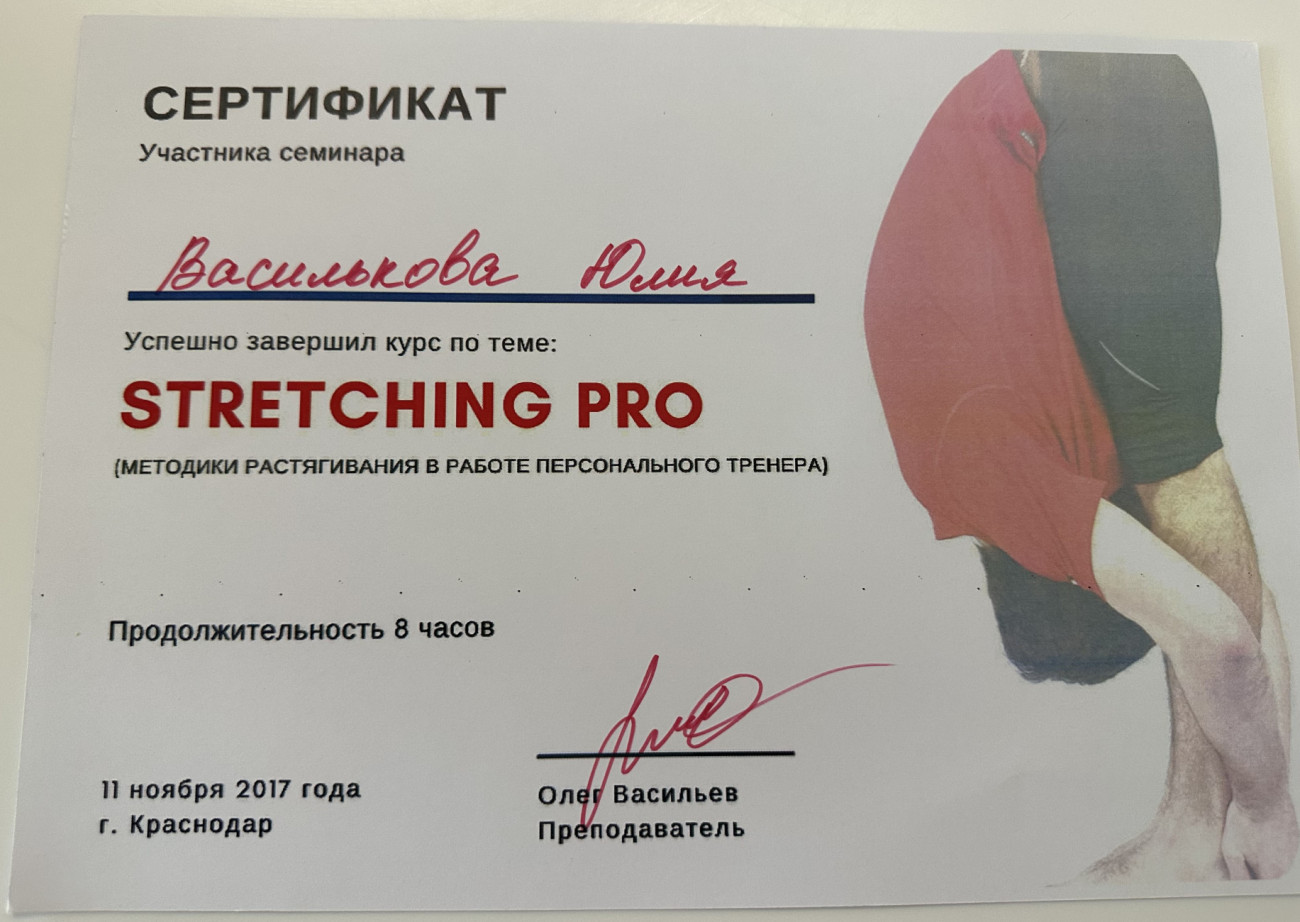 СЕРТИФИКАТ
Участника семинара
Василькова Юлия
Успешно завершил курс по теме:
STRETCHING PRO
(МЕТОДИКИ РАСТЯГИВАНИЯ В РАБОТЕ ПЕРСОНАЛЬНОГО ТРЕНЕРА)
Продолжительность 8 часов
11 ноября 2017 года
г. Краснодар
Олег Васильев
Преподаватель